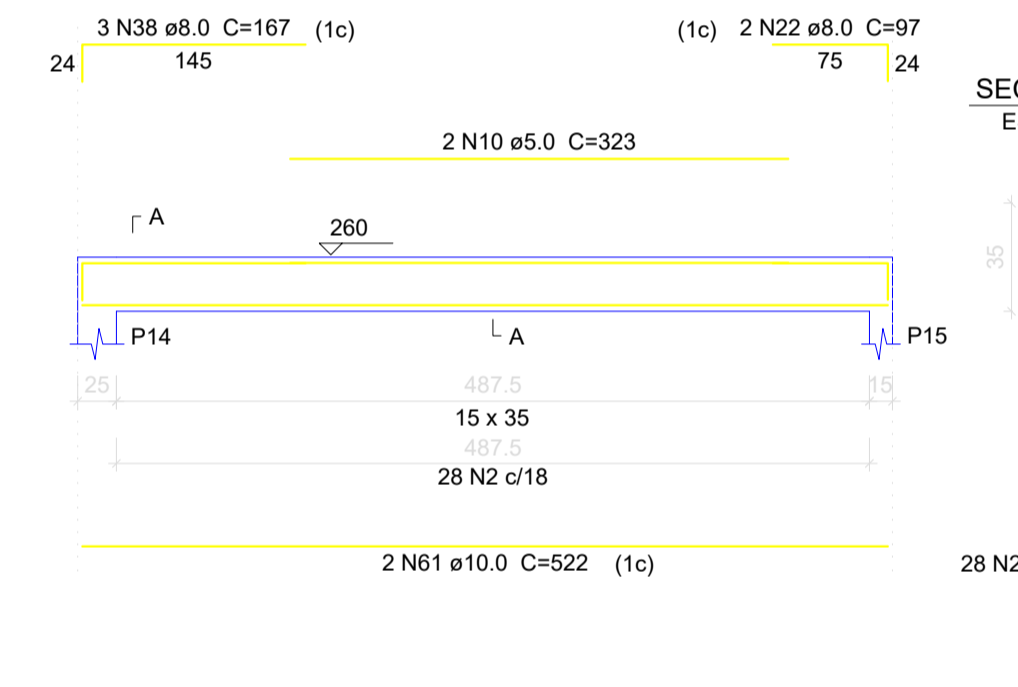 3 N38 ø8.0 C=167 (1c)
(1c) 2 N22 ø8.0 C=97
24
145
75
24
SEÇ
E
2 N10 ø5.0 C=323
A
260
35
P14
A
P15
25
487.5
15
15 x 35
487.5
28 N2 c/18
2 N61 ø10.0 C=522 (1c)
28 N2